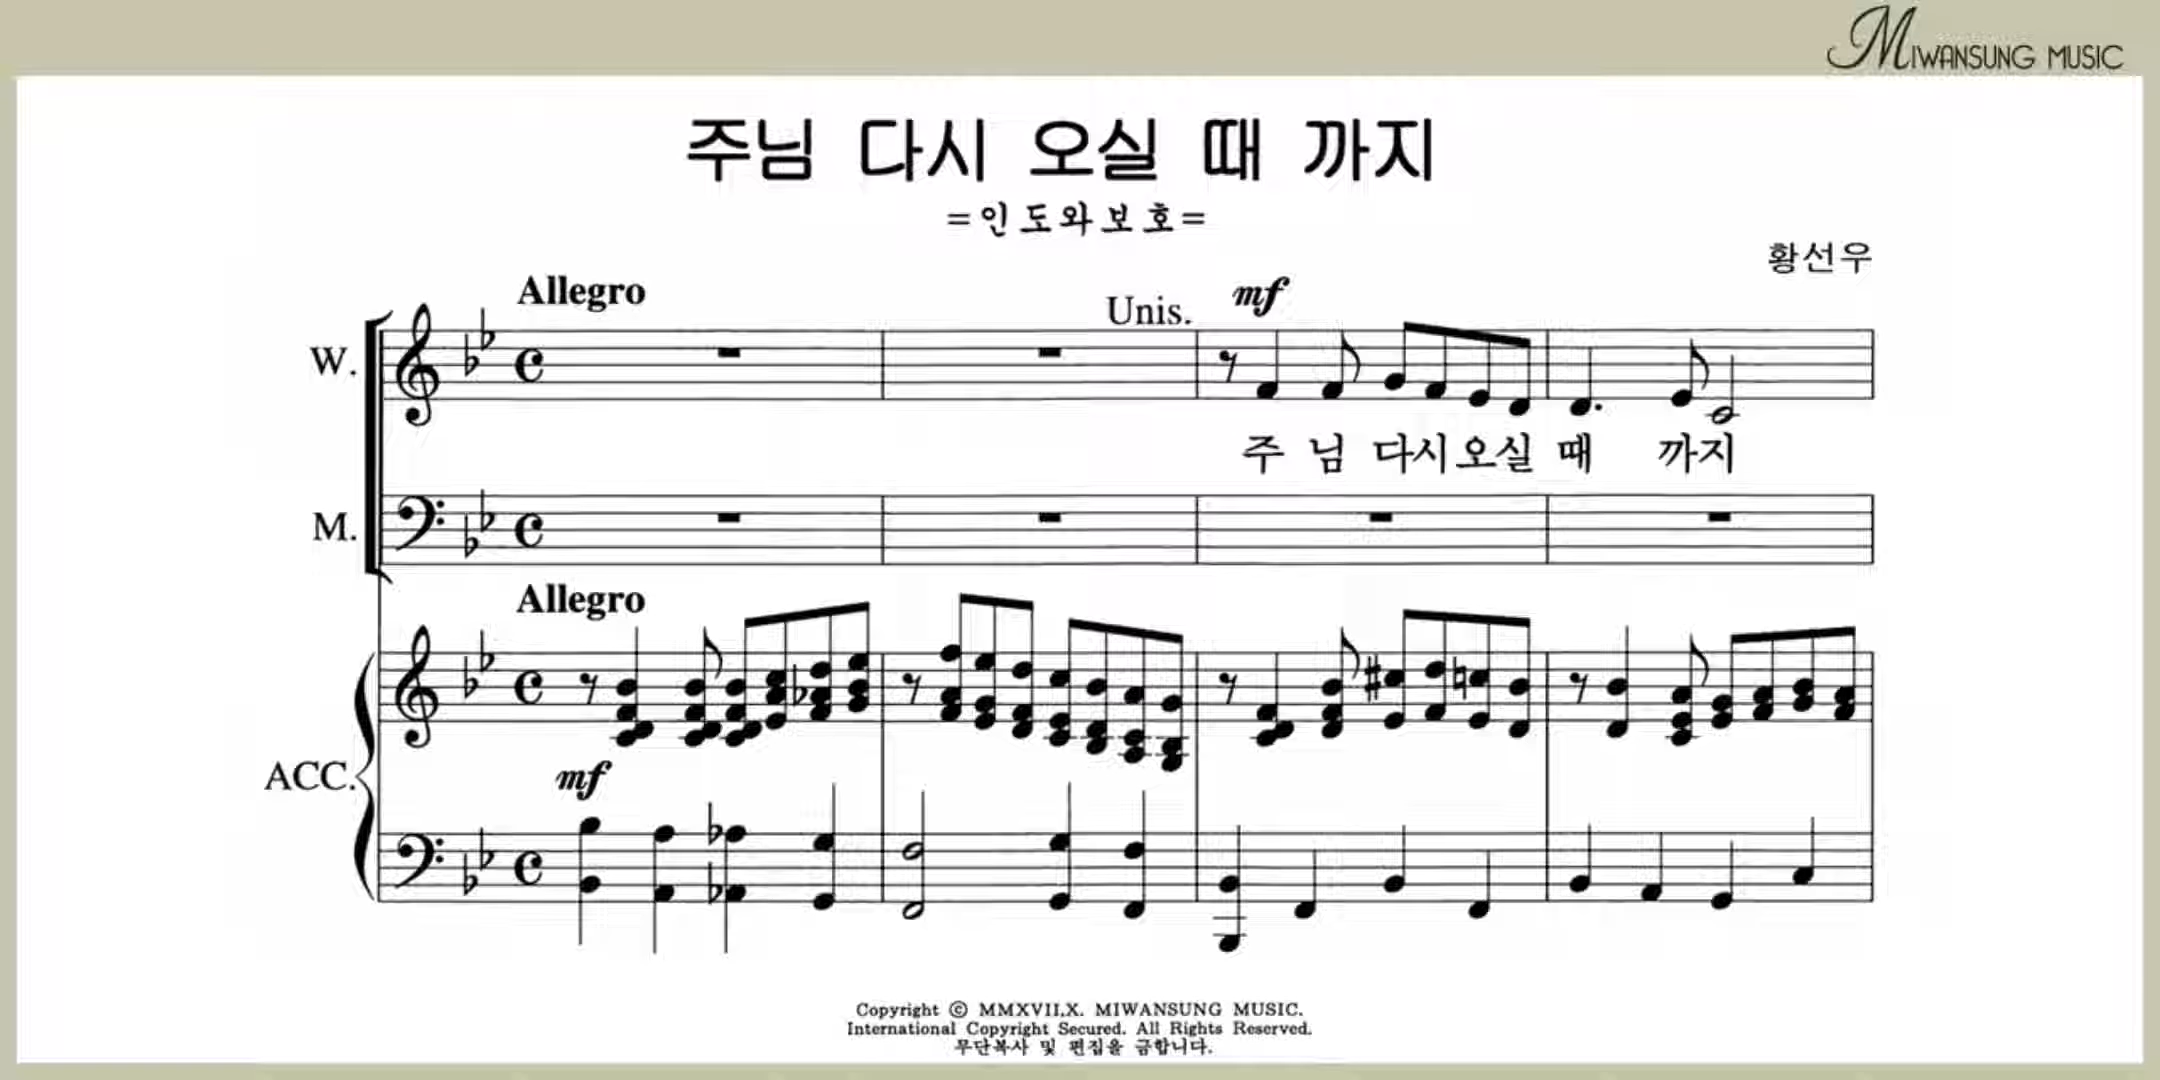 MIWANSUNG MUSIC
주님 다시 오실 때 까지
=인도와보호=
황선우
Allegro
Unis. mf
W.
주 님 다시오실 때 까지
M.
Allegro
mf
ACC.
Copyright ⓒ MMXVII,X. MIWANSUNG MUSIC.
International Copyright Secured. All Rights Reserved.
무단복사 및 편집을 금합니다.